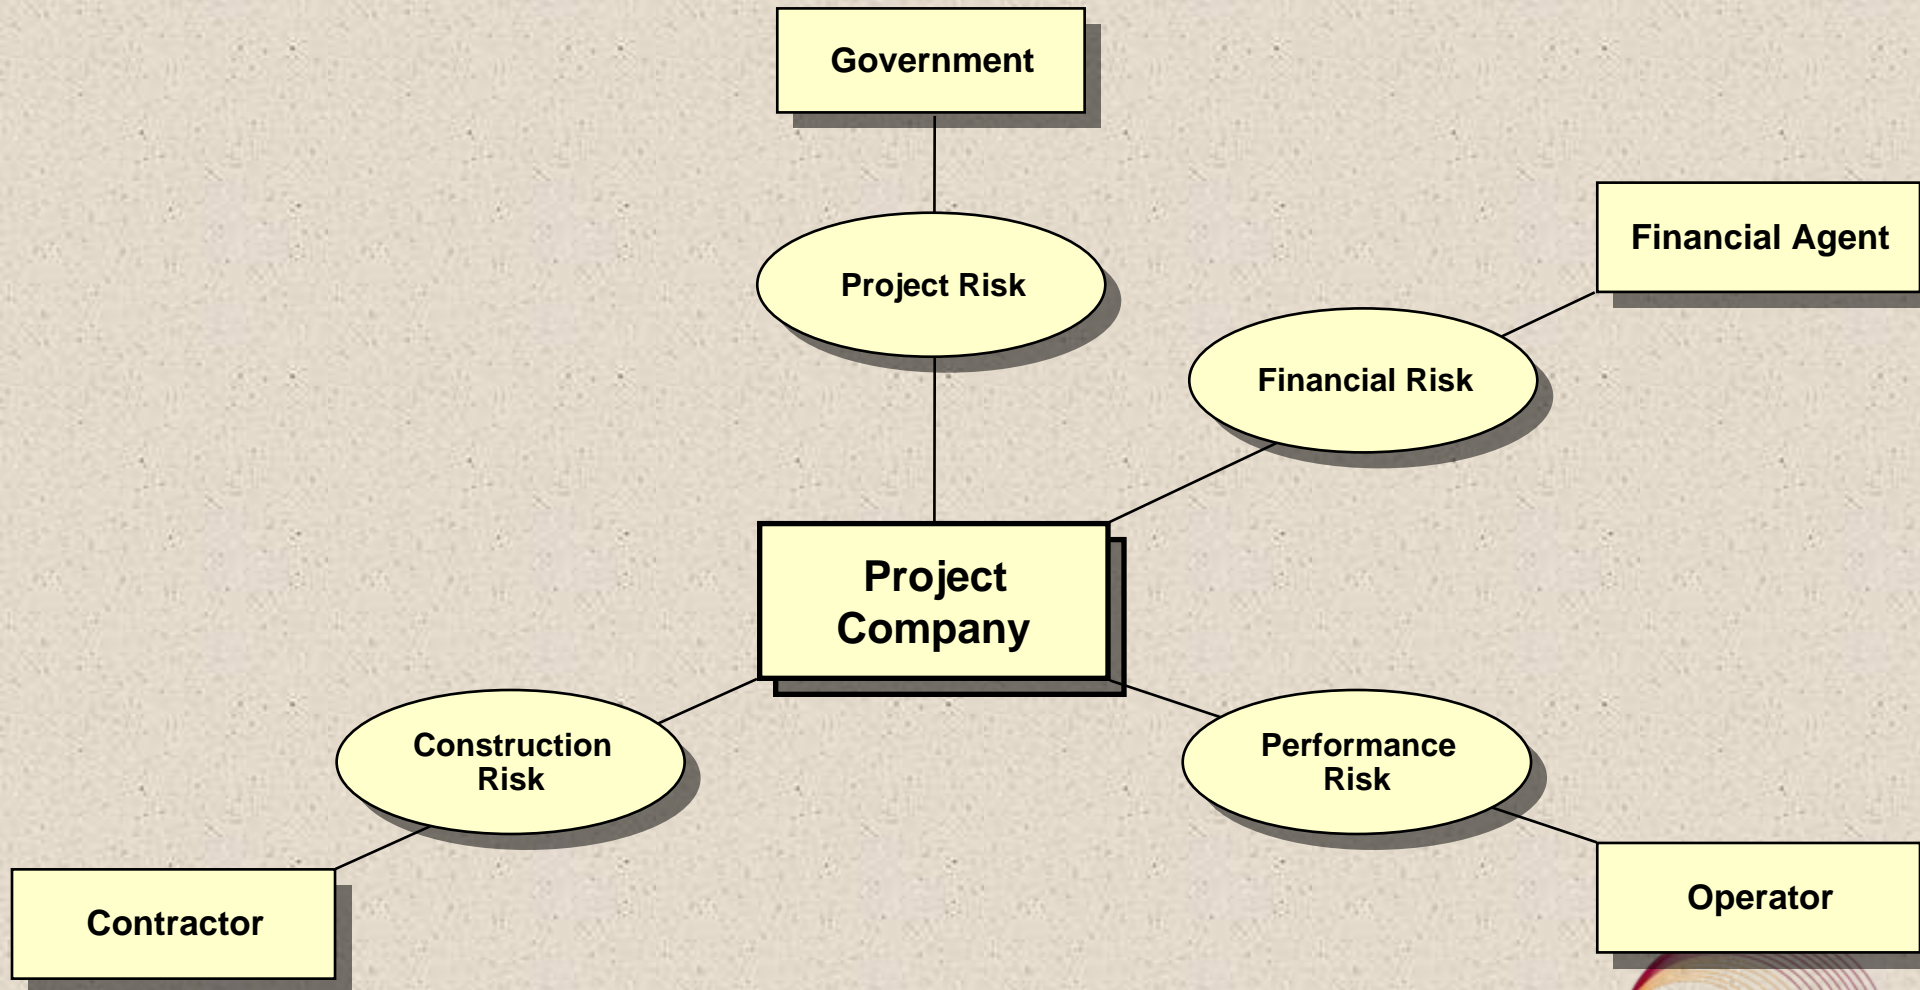 Government
Financial Agent
Project Risk
Financial Risk
Project
Company
Construction
Risk
Performance
Risk
Contractor
Operator